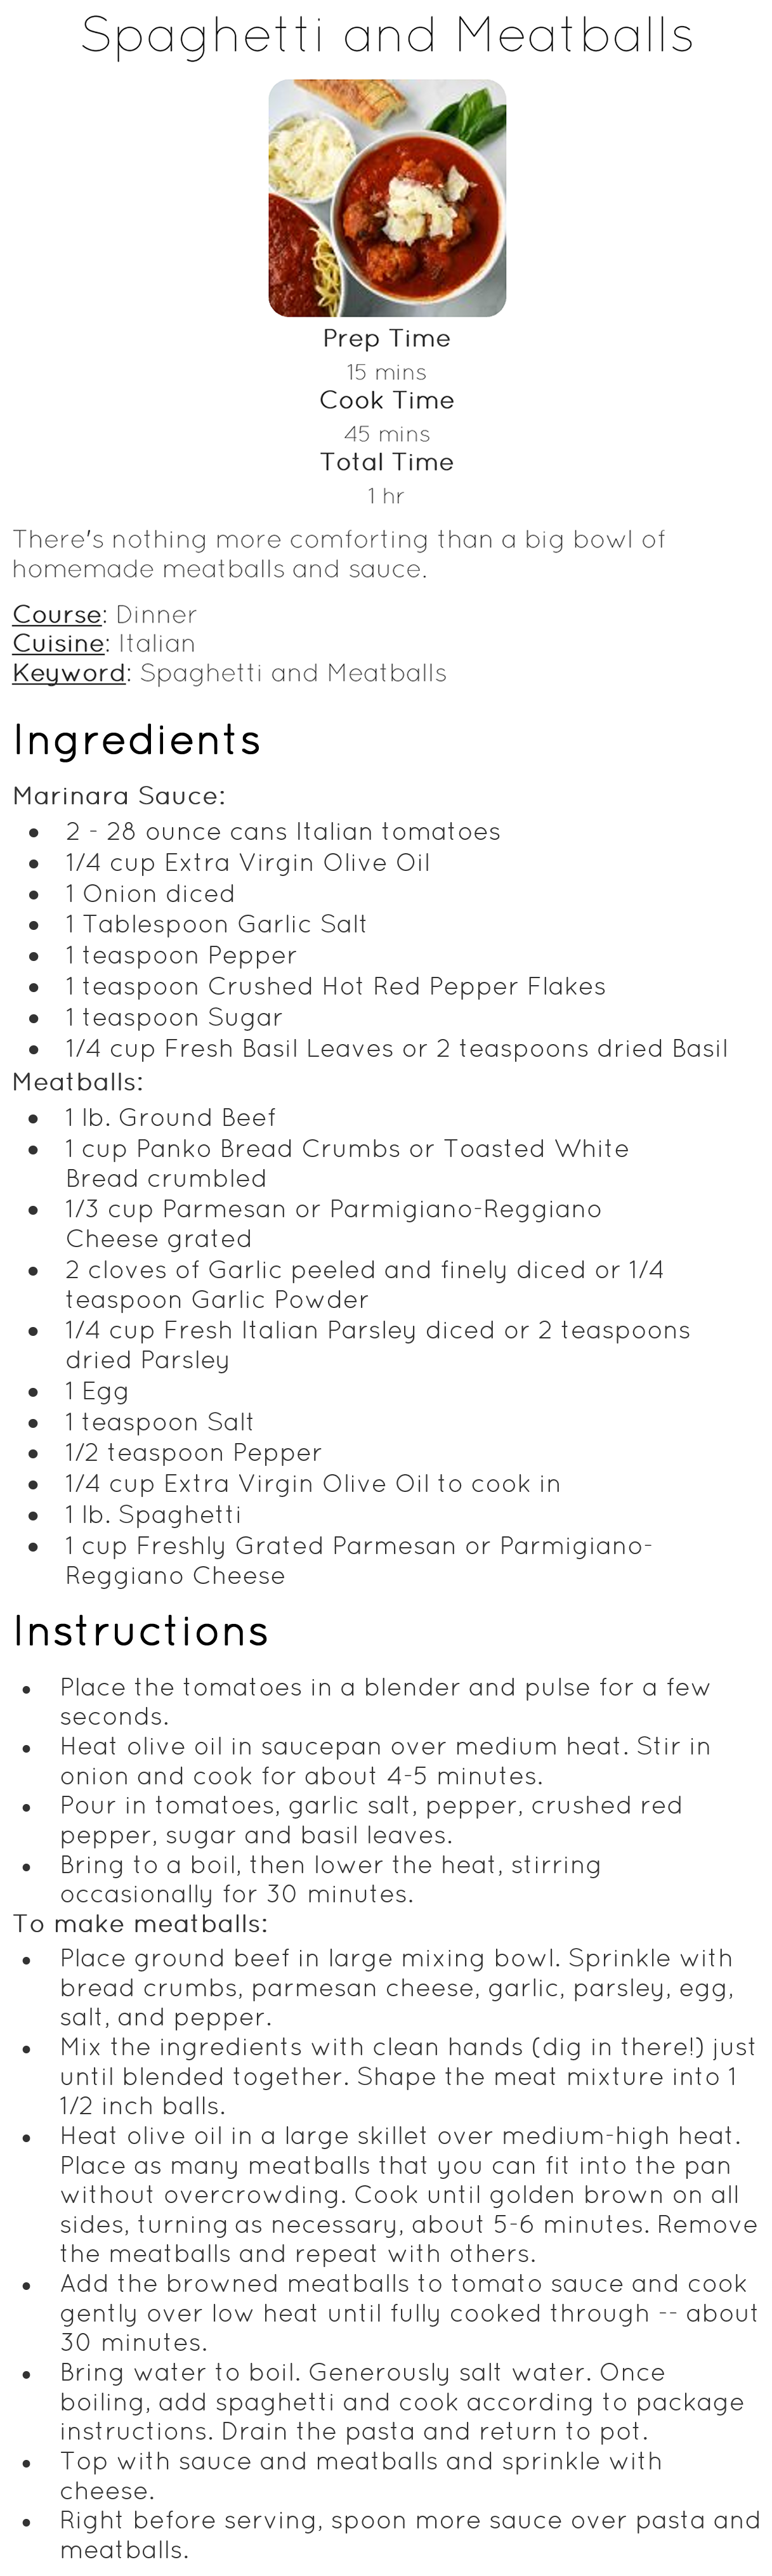 Spaghetti and Meatballs
Prep Time
15 mins
Cook Time
45 mins
Total Time
1 hr
There's nothing more comforting than a big bowl of
homemade meatballs and sauce.
Course: Dinner
Cuisine: Italian
Keyword: Spaghetti and Meatballs
Ingredients
Marinara Sauce:
• 2 - 28 ounce cans Italian tomatoes
• 1/4 cup Extra Virgin Olive Oil
• 1 Onion diced
• 1 Tablespoon Garlic Salt
• 1 teaspoon Pepper
• 1 teaspoon Crushed Hot Red Pepper Flakes
• 1 teaspoon Sugar
• 1/4 cup Fresh Basil Leaves or 2 teaspoons dried Basil
Meatballs:
• 1 lb. Ground Beef
• 1 cup Panko Bread Crumbs or Toasted White
Bread crumbled
• 1/3 cup Parmesan or Parmigiano-Reggiano
Cheese grated
• 2 cloves of Garlic peeled and finely diced or 1/4
teaspoon Garlic Powder
• 1/4 cup Fresh Italian Parsley diced or 2 teaspoons
dried Parsley
• 1 Egg
• 1 teaspoon Salt
• 1/2 teaspoon Pepper
• 1/4 cup Extra Virgin Olive Oil to cook in
• 1 lb. Spaghetti
• 1 cup Freshly Grated Parmesan or Parmigiano-
Reggiano Cheese
Instructions
• Place the tomatoes in a blender and pulse for a few
seconds.
• Heat olive oil in saucepan over medium heat. Stir in
onion and cook for about 4-5 minutes.
• Pour in tomatoes, garlic salt, pepper, crushed red
pepper, sugar and basil leaves.
• Bring to a boil, then lower the heat, stirring
occasionally for 30 minutes.
To make meatballs:
• Place ground beef in large mixing bowl. Sprinkle with
bread crumbs, parmesan cheese, garlic, parsley, egg,
salt, and pepper.
• Mix the ingredients with clean hands (dig in there!) just
until blended together. Shape the meat mixture into 1
1/2 inch balls.
• Heat olive oil in a large skillet over medium-high heat.
Place as many meatballs that you can fit into the pan
without overcrowding. Cook until golden brown on all
sides, turning as necessary, about 5-6 minutes. Remove
the meatballs and repeat with others.
• Add the browned meatballs to tomato sauce and cook
gently over low heat until fully cooked through -- about
30 minutes.
• Bring water to boil. Generously salt water. Once
boiling, add spaghetti and cook according to package
instructions. Drain the pasta and return to pot.
• Top with sauce and meatballs and sprinkle with
cheese.
• Right before serving, spoon more sauce over pasta and
meatballs.